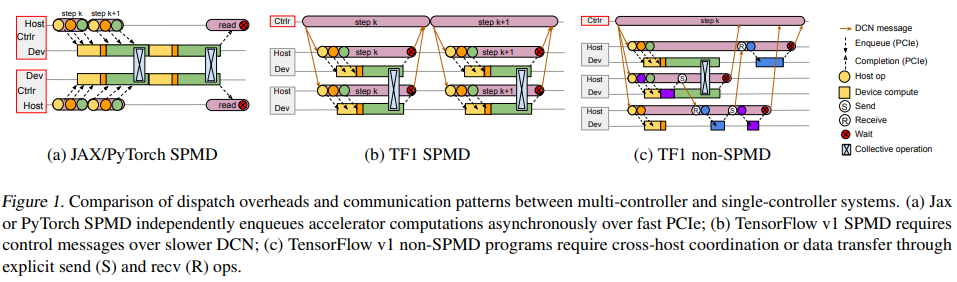 step k step k+1
Host
Ctrlr
Dev
read
Dev
Ctrlr
Host
read
(a) JAX/PyTorch SPMD
Ctrlr
step k
step k+1
Host
step k
step k+1
Dev
Host
step k
step k+1
Dev
(b) TF1 SPMD
Ctrlr
step k
Host
R
Dev
Host
S
Dev
Host
R
S
R
Dev
(c) TF1 non-SPMD
DCN message
Enqueue (PCIe)
Completion (PCIe)
Host op
Device compute
S Send
R Receive
Wait
Collective operation
Figure 1. Comparison of dispatch overheads and communication patterns between multi-controller and single-controller systems. (a) Jax
or PyTorch SPMD independently enqueues accelerator computations asynchronously over fast PCIe; (b) TensorFlow v1 SPMD requires
control messages over slower DCN; (c) TensorFlow v1 non-SPMD programs require cross-host coordination or data transfer through
explicit send (S) and recv (R) ops.